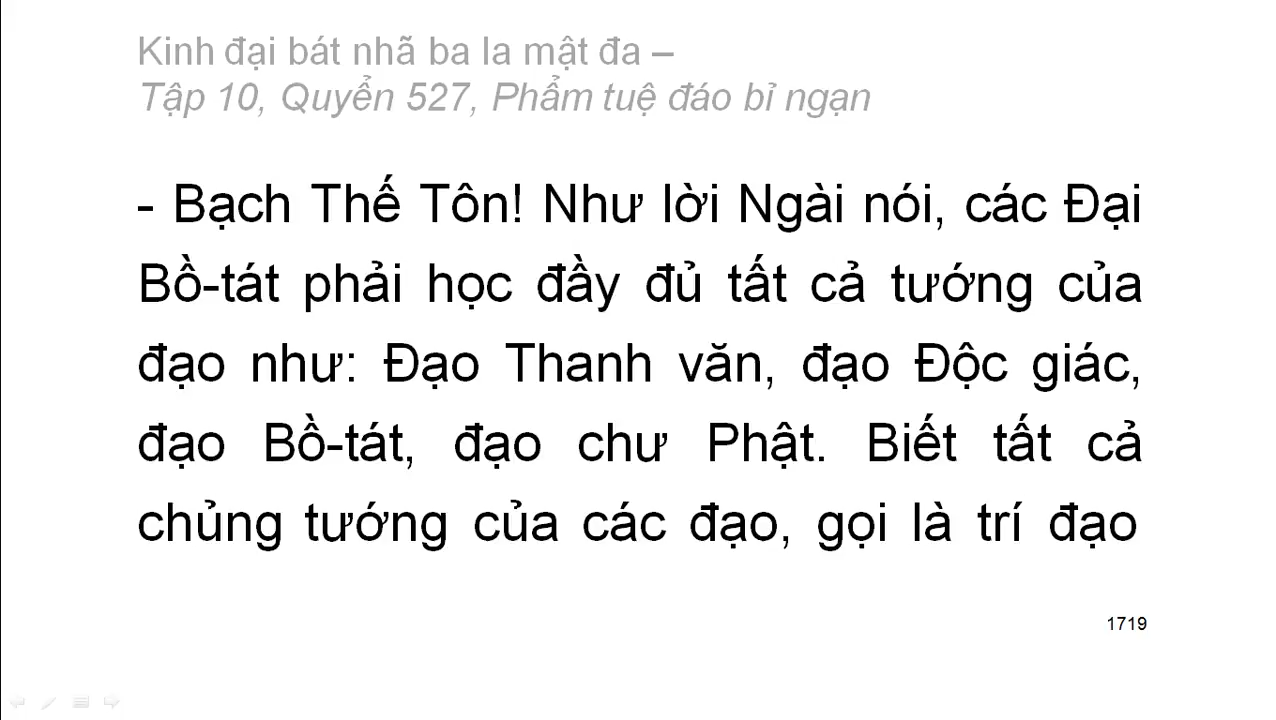 Kinh đại bát nhã ba la mật đa –
Tập 10, Quyển 527, Phẩm tuệ đáo bỉ ngạn
- Bạch Thế Tôn! Như lời Ngài nói, các Đại
Bồ-tát phải học đầy đủ tất cả tướng của
đạo như: Đạo Thanh văn, đạo Độc giác,
đạo Bồ-tát, đạo chư Phật. Biết tất cả
chủng tướng của các đạo, gọi là trí đạo
1719